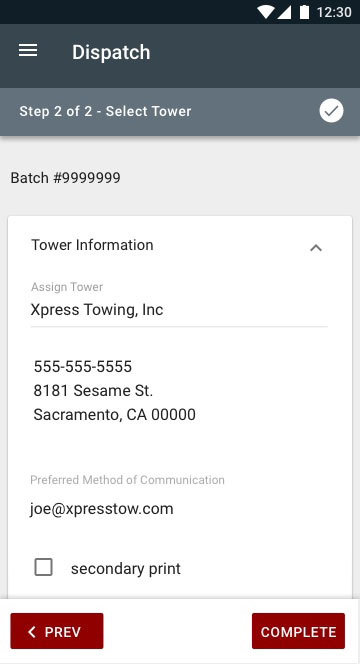 12:30
Dispatch
Step 2 of 2 - Select Tower
Batch #9999999
Tower Information
Assign Tower
Xpress Towing, Inc
555-555-5555
8181 Sesame St.
Sacramento, CA 00000
Preferred Method of Communication
joe@xpresstow.com
secondary print
PREV
COMPLETE